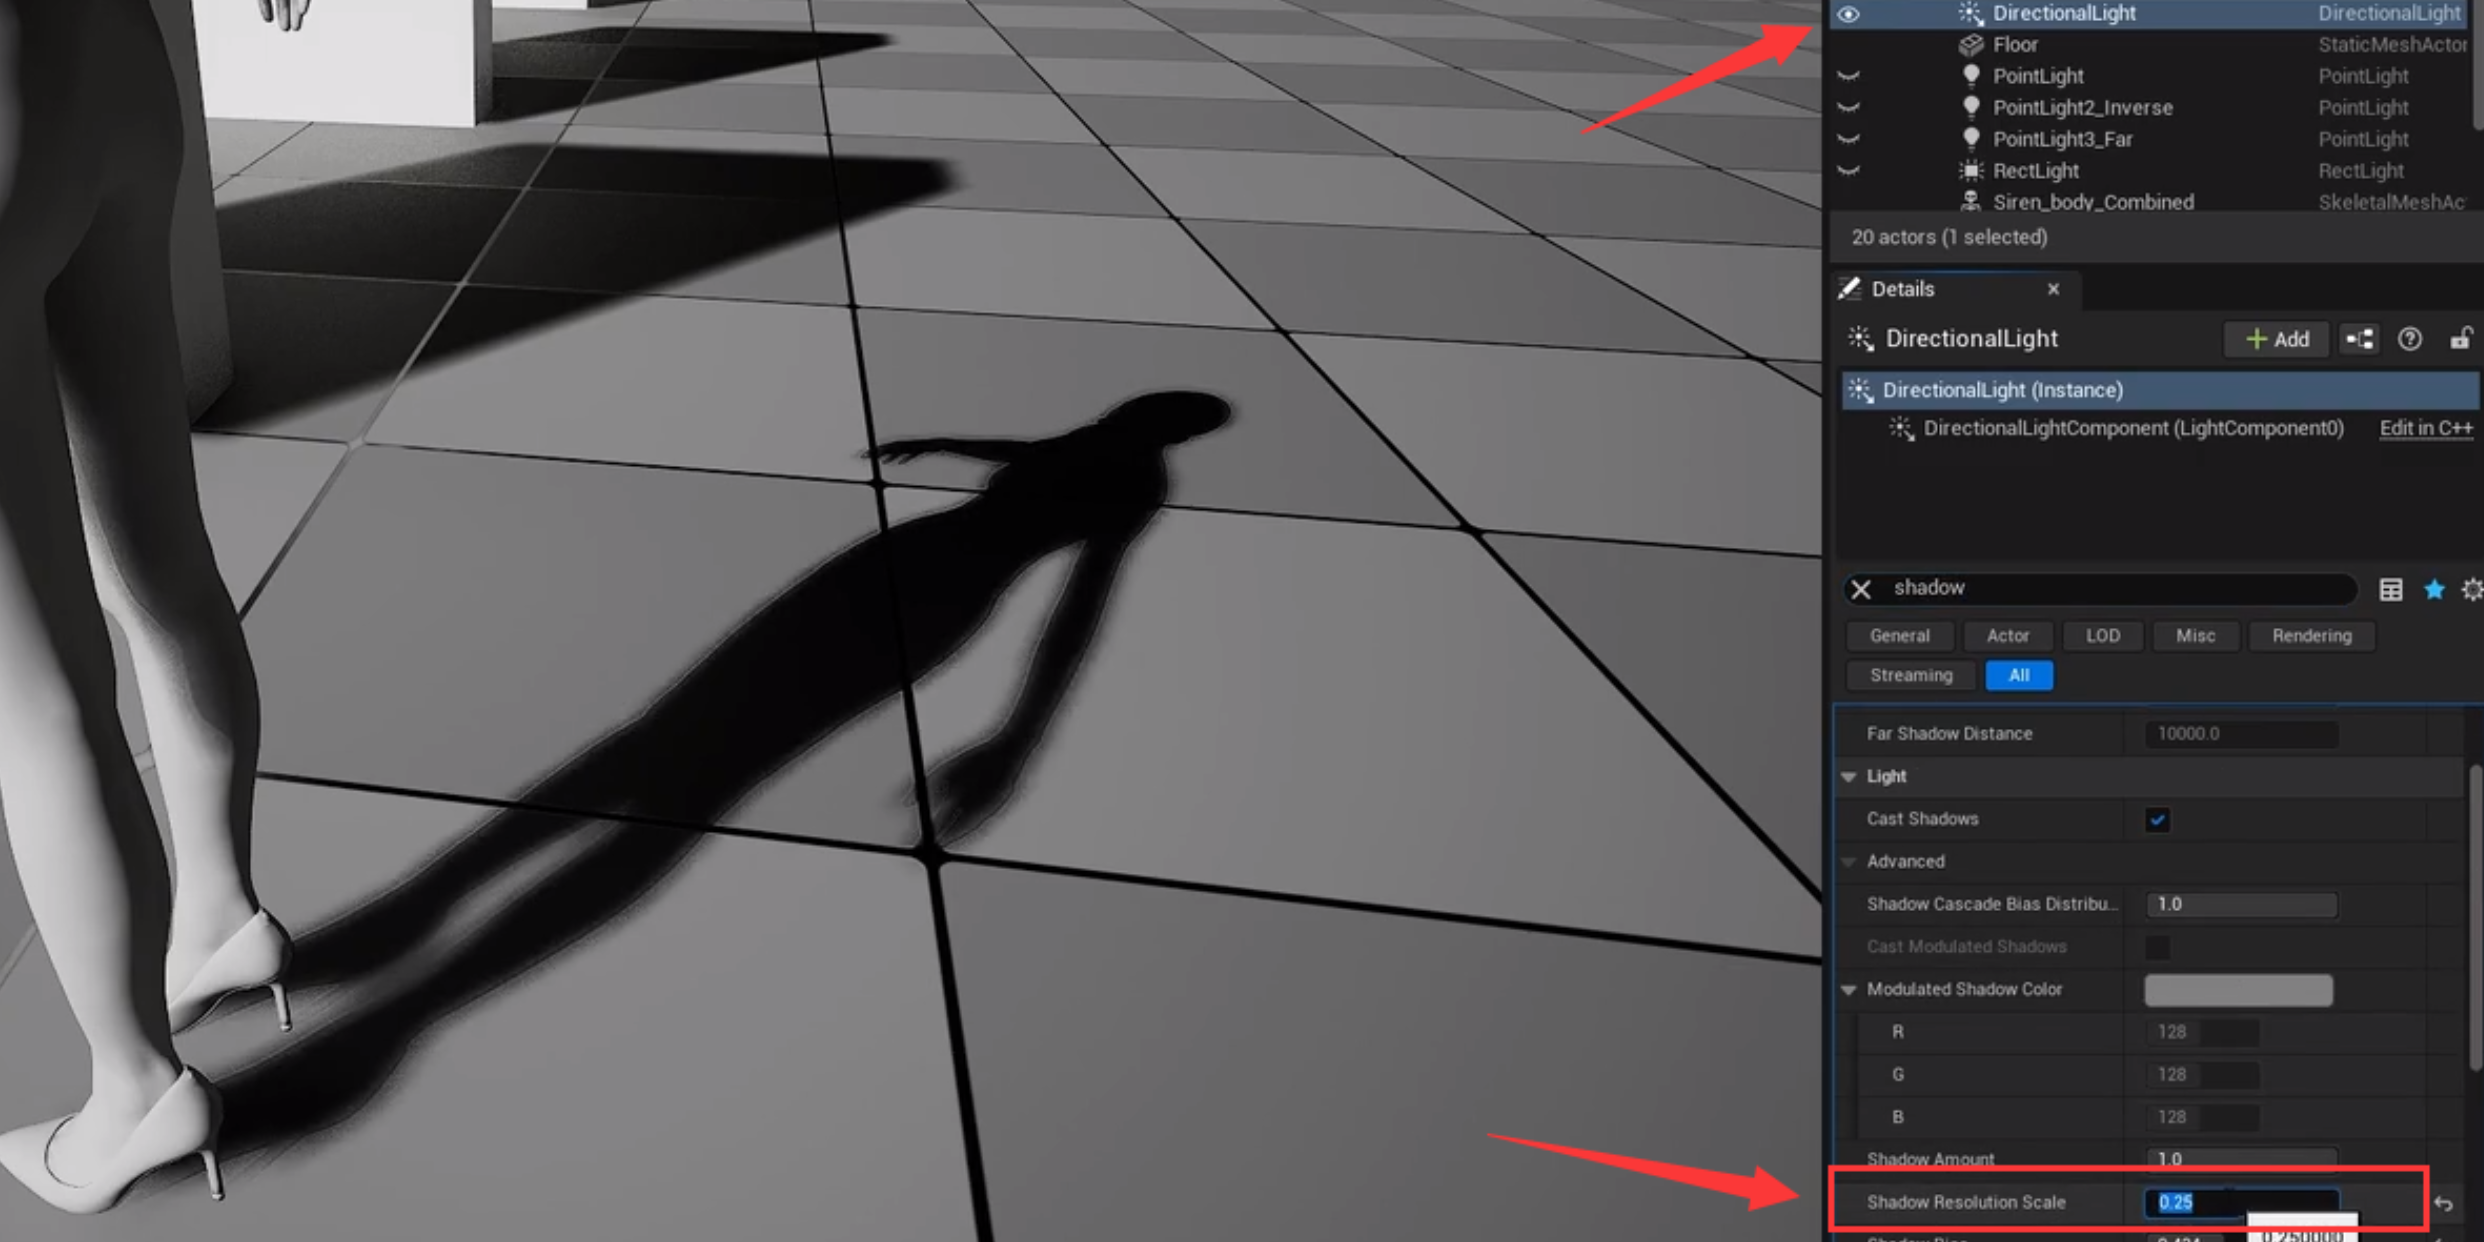 DirectionalLight DirectionalLight
Floor StaticMeshActor
PointLight PointLight
PointLight2_Inverse PointLight
PointLight3_Far PointLight
RectLight RectLight
Siren_body_Combined SkeletalMeshAc
20 actors (1 selected)
Details
DirectionalLight Add
DirectionalLight (Instance)
DirectionalLightComponent (LightComponent0) Edit in C++
shadow
General Actor LOD Misc Rendering
Streaming All
Far Shadow Distance 10000.0
Light
Cast Shadows
Advanced
Shadow Cascade Bias Distribu... 1.0
Cast Modulated Shadows
Modulated Shadow Color
R 128
G 128
B 128
Shadow Amount 1.0
Shadow Resolution Scale 0.25